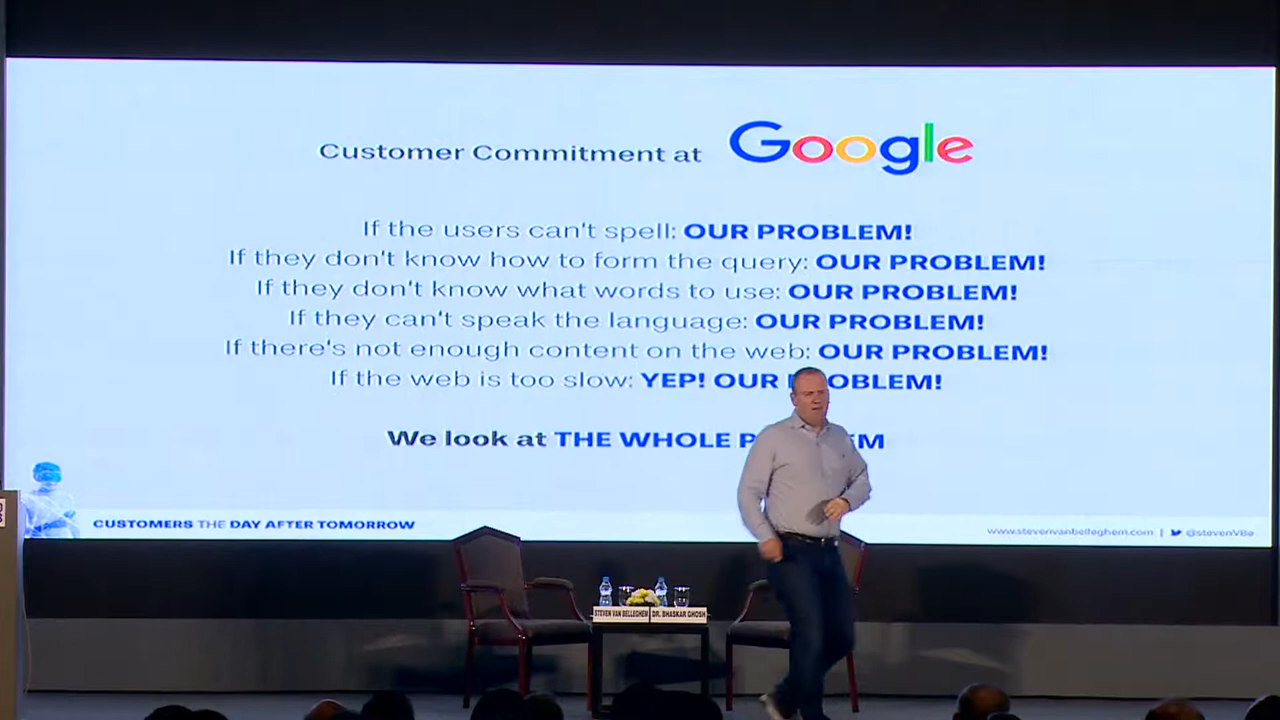 Customer Commitment at Google
If the users can't spell: OUR PROBLEM!
If they don't know how to form the query: OUR PROBLEM!
If they don't know what words to use: OUR PROBLEM!
If they can't speak the language: OUR PROBLEM!
If there's not enough content on the web: OUR PROBLEM!
If the web is too slow: YEP! OUR OBLEM!
We look at THE WHOLE P EM
CUSTOMERS THE DAY AFTER TOMORROW
www.stevenvanbelleghem.com | @stevenVBe
STEVEN VAN BELLEGHEM
DR. BHASKAR GHOSH